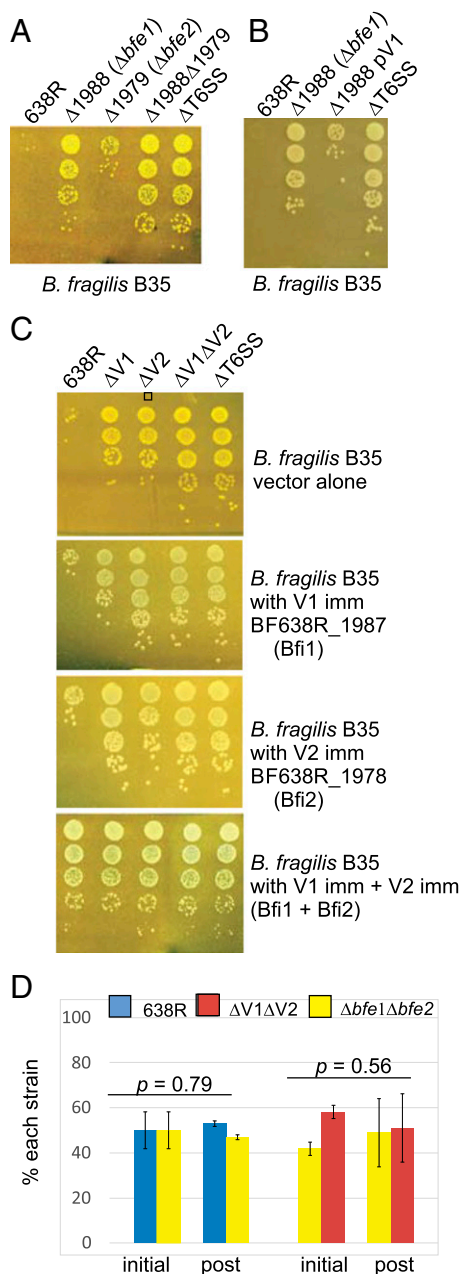 A
638R
Δ1988 (Δbfe1)
Δ1979 (Δbfe2)
Δ1988Δ1979
ΔT6SS
B. fragilis B35
B
638R
Δ1988 (Δbfe1)
Δ1988 pV1
ΔT6SS
B. fragilis B35
C
638R
ΔV1
ΔV2
ΔV1ΔV2
ΔT6SS
B. fragilis B35
vector alone
B. fragilis B35
with V1 imm
BF638R_1987
(Bfi1)
B. fragilis B35
with V2 imm
BF638R_1978
(Bfi2)
B. fragilis B35
with V1 imm + V2 imm
(Bfi1 + Bfi2)
D
638R ΔV1ΔV2 Δbfe1Δbfe2
% each strain
100
80
60
40
20
0
p = 0.79
p = 0.56
initial post initial post